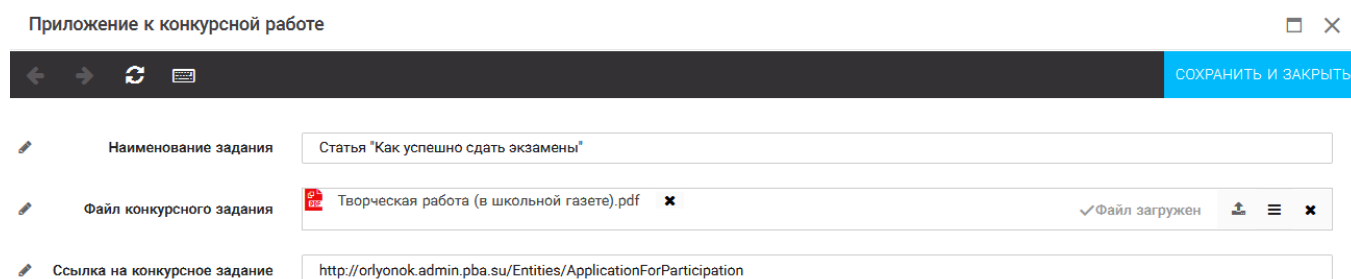 Приложение к конкурсной работе
СОХРАНИТЬ И ЗАКРЫТЬ
Наименование задания Статья "Как успешно сдать экзамены"
Файл конкурсного задания PDF Творческая работа (в школьной газете).pdf Файл загружен
Ссылка на конкурсное задание http://orlyonok.admin.pba.su/Entities/ApplicationForParticipation